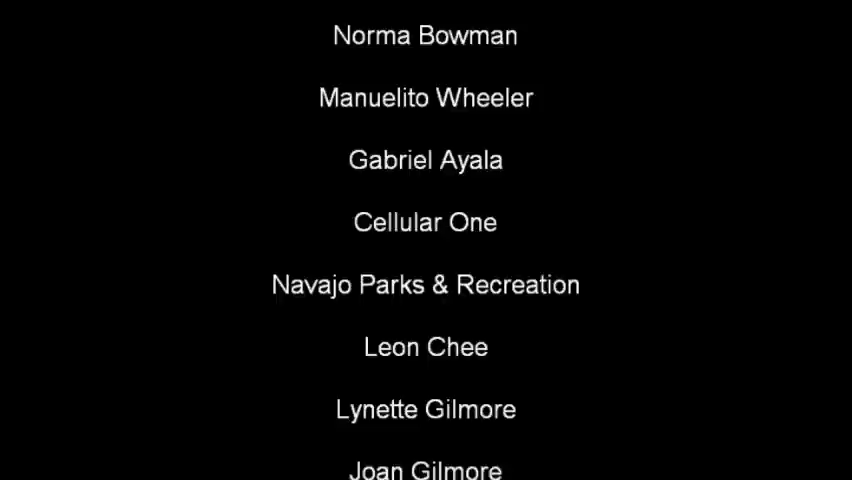 Norma Bowman
Manuelito Wheeler
Gabriel Ayala
Cellular One
Navajo Parks & Recreation
Leon Chee
Lynette Gilmore
Joan Gilmore